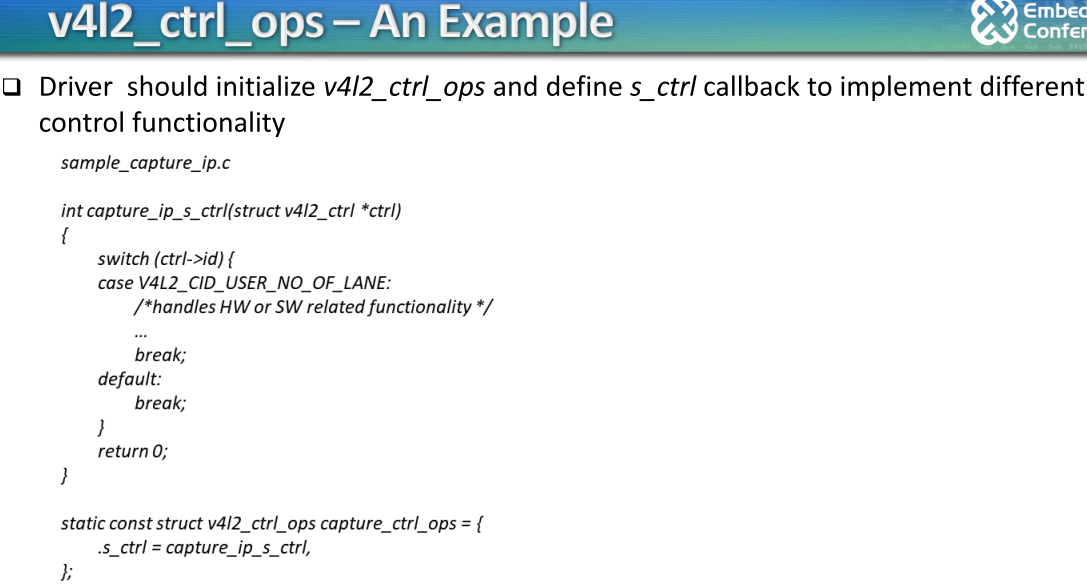 v4l2_ctrl_ops – An Example
❑ Driver should initialize v4l2_ctrl_ops and define s_ctrl callback to implement different
control functionality
sample_capture_ip.c
int capture_ip_s_ctrl(struct v4l2_ctrl *ctrl)
{
switch (ctrl->id) {
case V4L2_CID_USER_NO_OF_LANE:
/*handles HW or SW related functionality */
...
break;
default:
break;
}
return 0;
}
static const struct v4l2_ctrl_ops capture_ctrl_ops = {
.s_ctrl = capture_ip_s_ctrl,
};